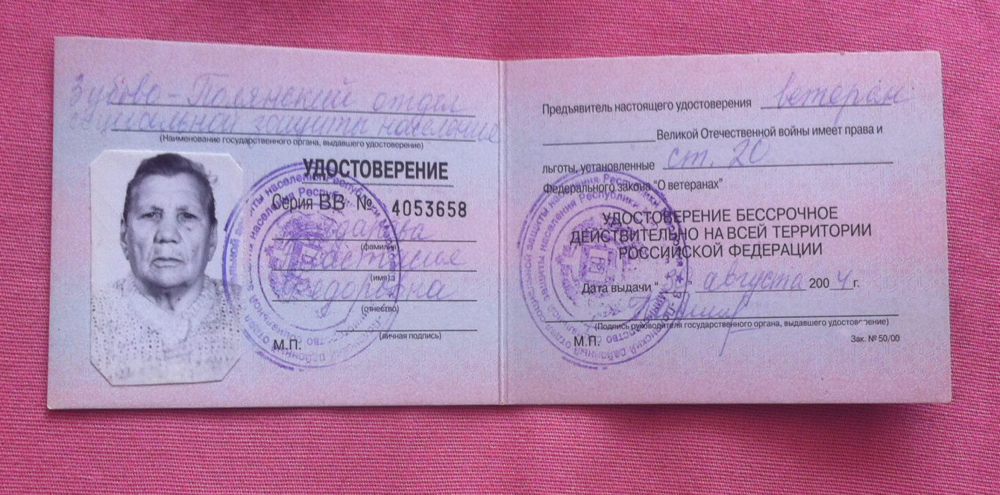 Зубово-Полянский отдел
социальной защиты населения
(Наименование государственного органа, выдавшего удостоверение)
УДОСТОВЕРЕНИЕ
Серия ВВ № 4053658
(фамилия)
(имя)
Федоровна
(отчество)
(личная подпись)
М.П.
Предъявитель настоящего удостоверения ветеран
Великой Отечественной войны имеет права и
льготы, установленные ст. 20
Федерального закона "О ветеранах"
УДОСТОВЕРЕНИЕ БЕССРОЧНОЕ
ДЕЙСТВИТЕЛЬНО НА ВСЕЙ ТЕРРИТОРИИ
РОССИЙСКОЙ ФЕДЕРАЦИИ
Дата выдачи " " августа 2004 г.
(Подпись руководителя государственного органа, выдавшего удостоверение)
М.П.
Зак. № 50/00